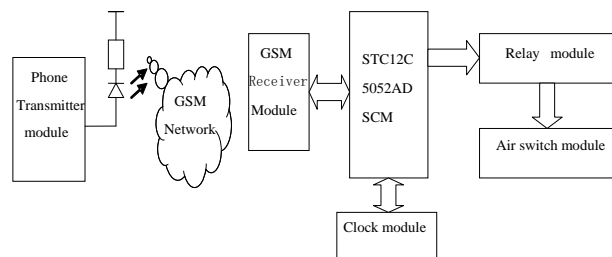 Phone
Transmitter
module
GSM
Network
GSM
Receiver
Module
STC12C
5052AD
SCM
Relay module
Air switch module
Clock module